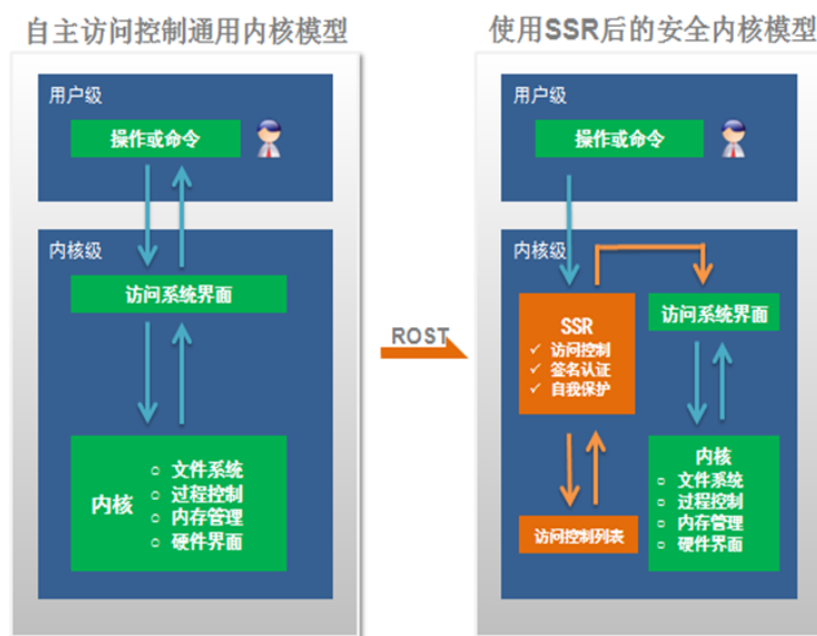 自主访问控制通用内核模型
用户级
操作或命令
内核级
访问系统界面
内核
○ 文件系统
○ 过程控制
○ 内存管理
○ 硬件界面
ROST
使用SSR后的安全内核模型
用户级
操作或命令
内核级
SSR
✓ 访问控制
✓ 签名认证
✓ 自我保护
访问控制列表
访问系统界面
内核
○ 文件系统
○ 过程控制
○ 内存管理
○ 硬件界面